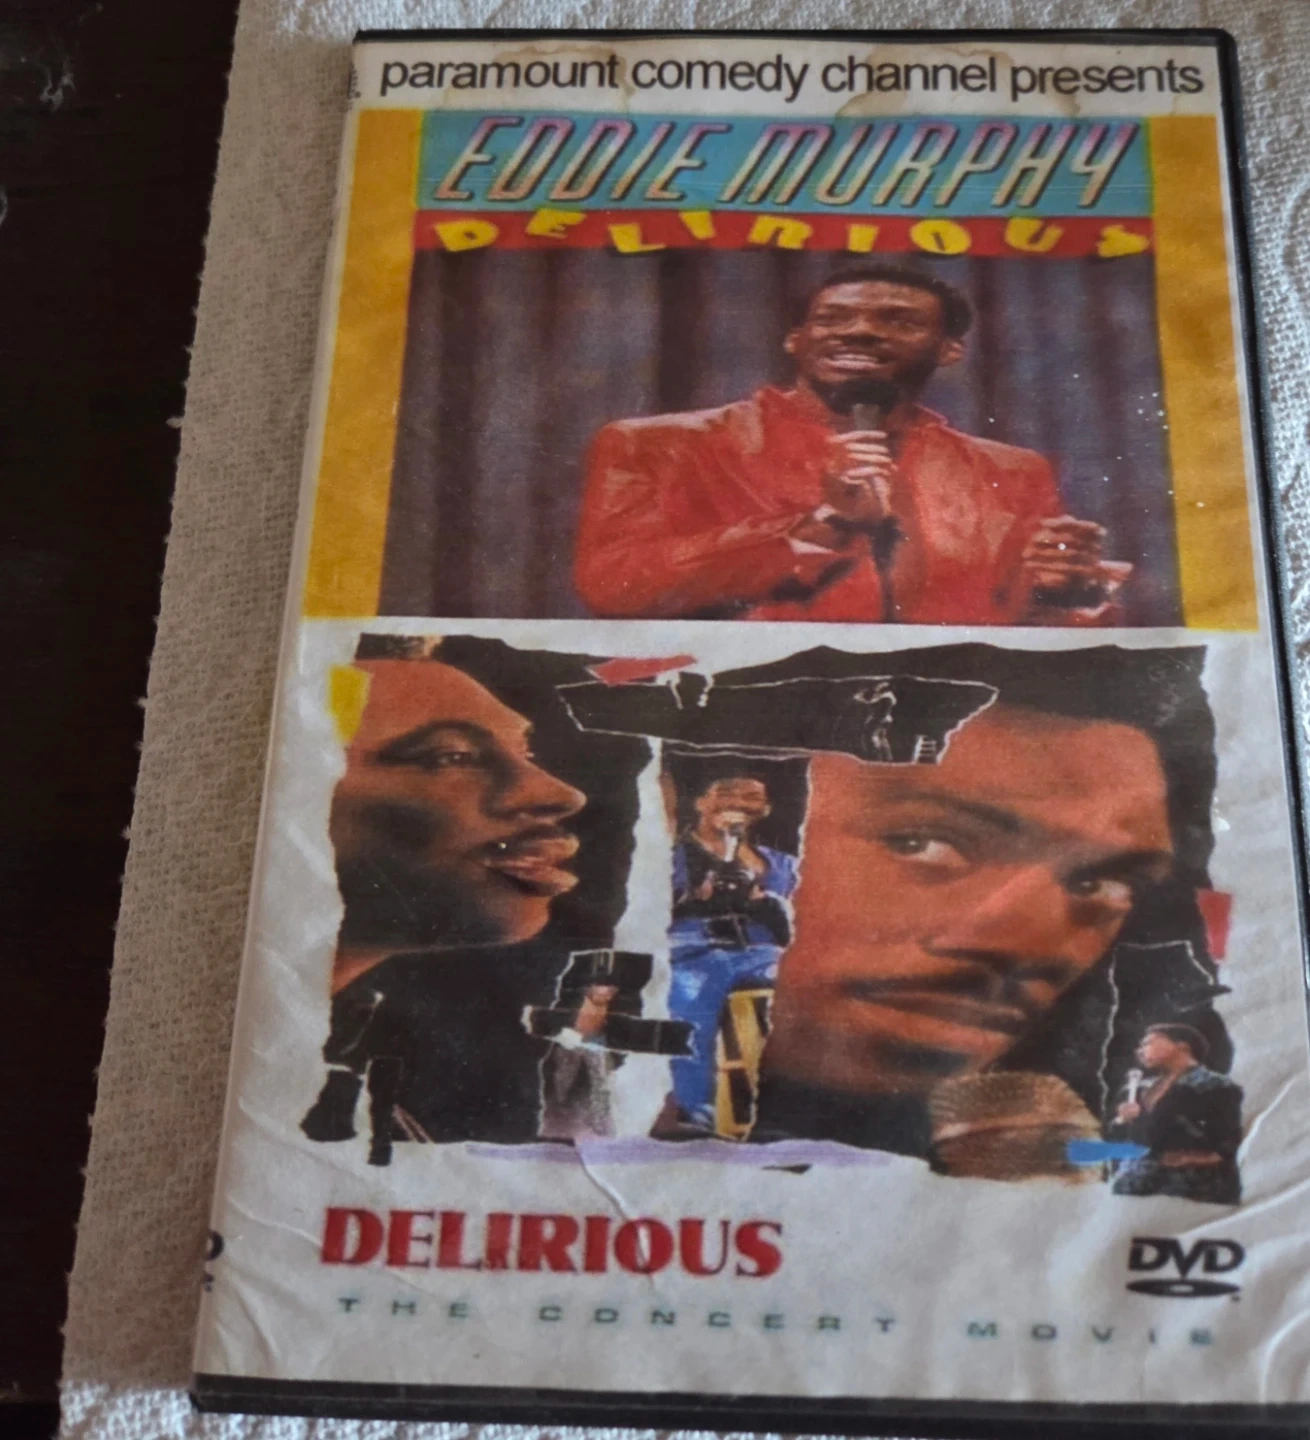 paramount comedy channel presents
EDDIE MURPHY
DELIRIOUS
DELIRIOUS
THE CONCERT MOVIE
DVD